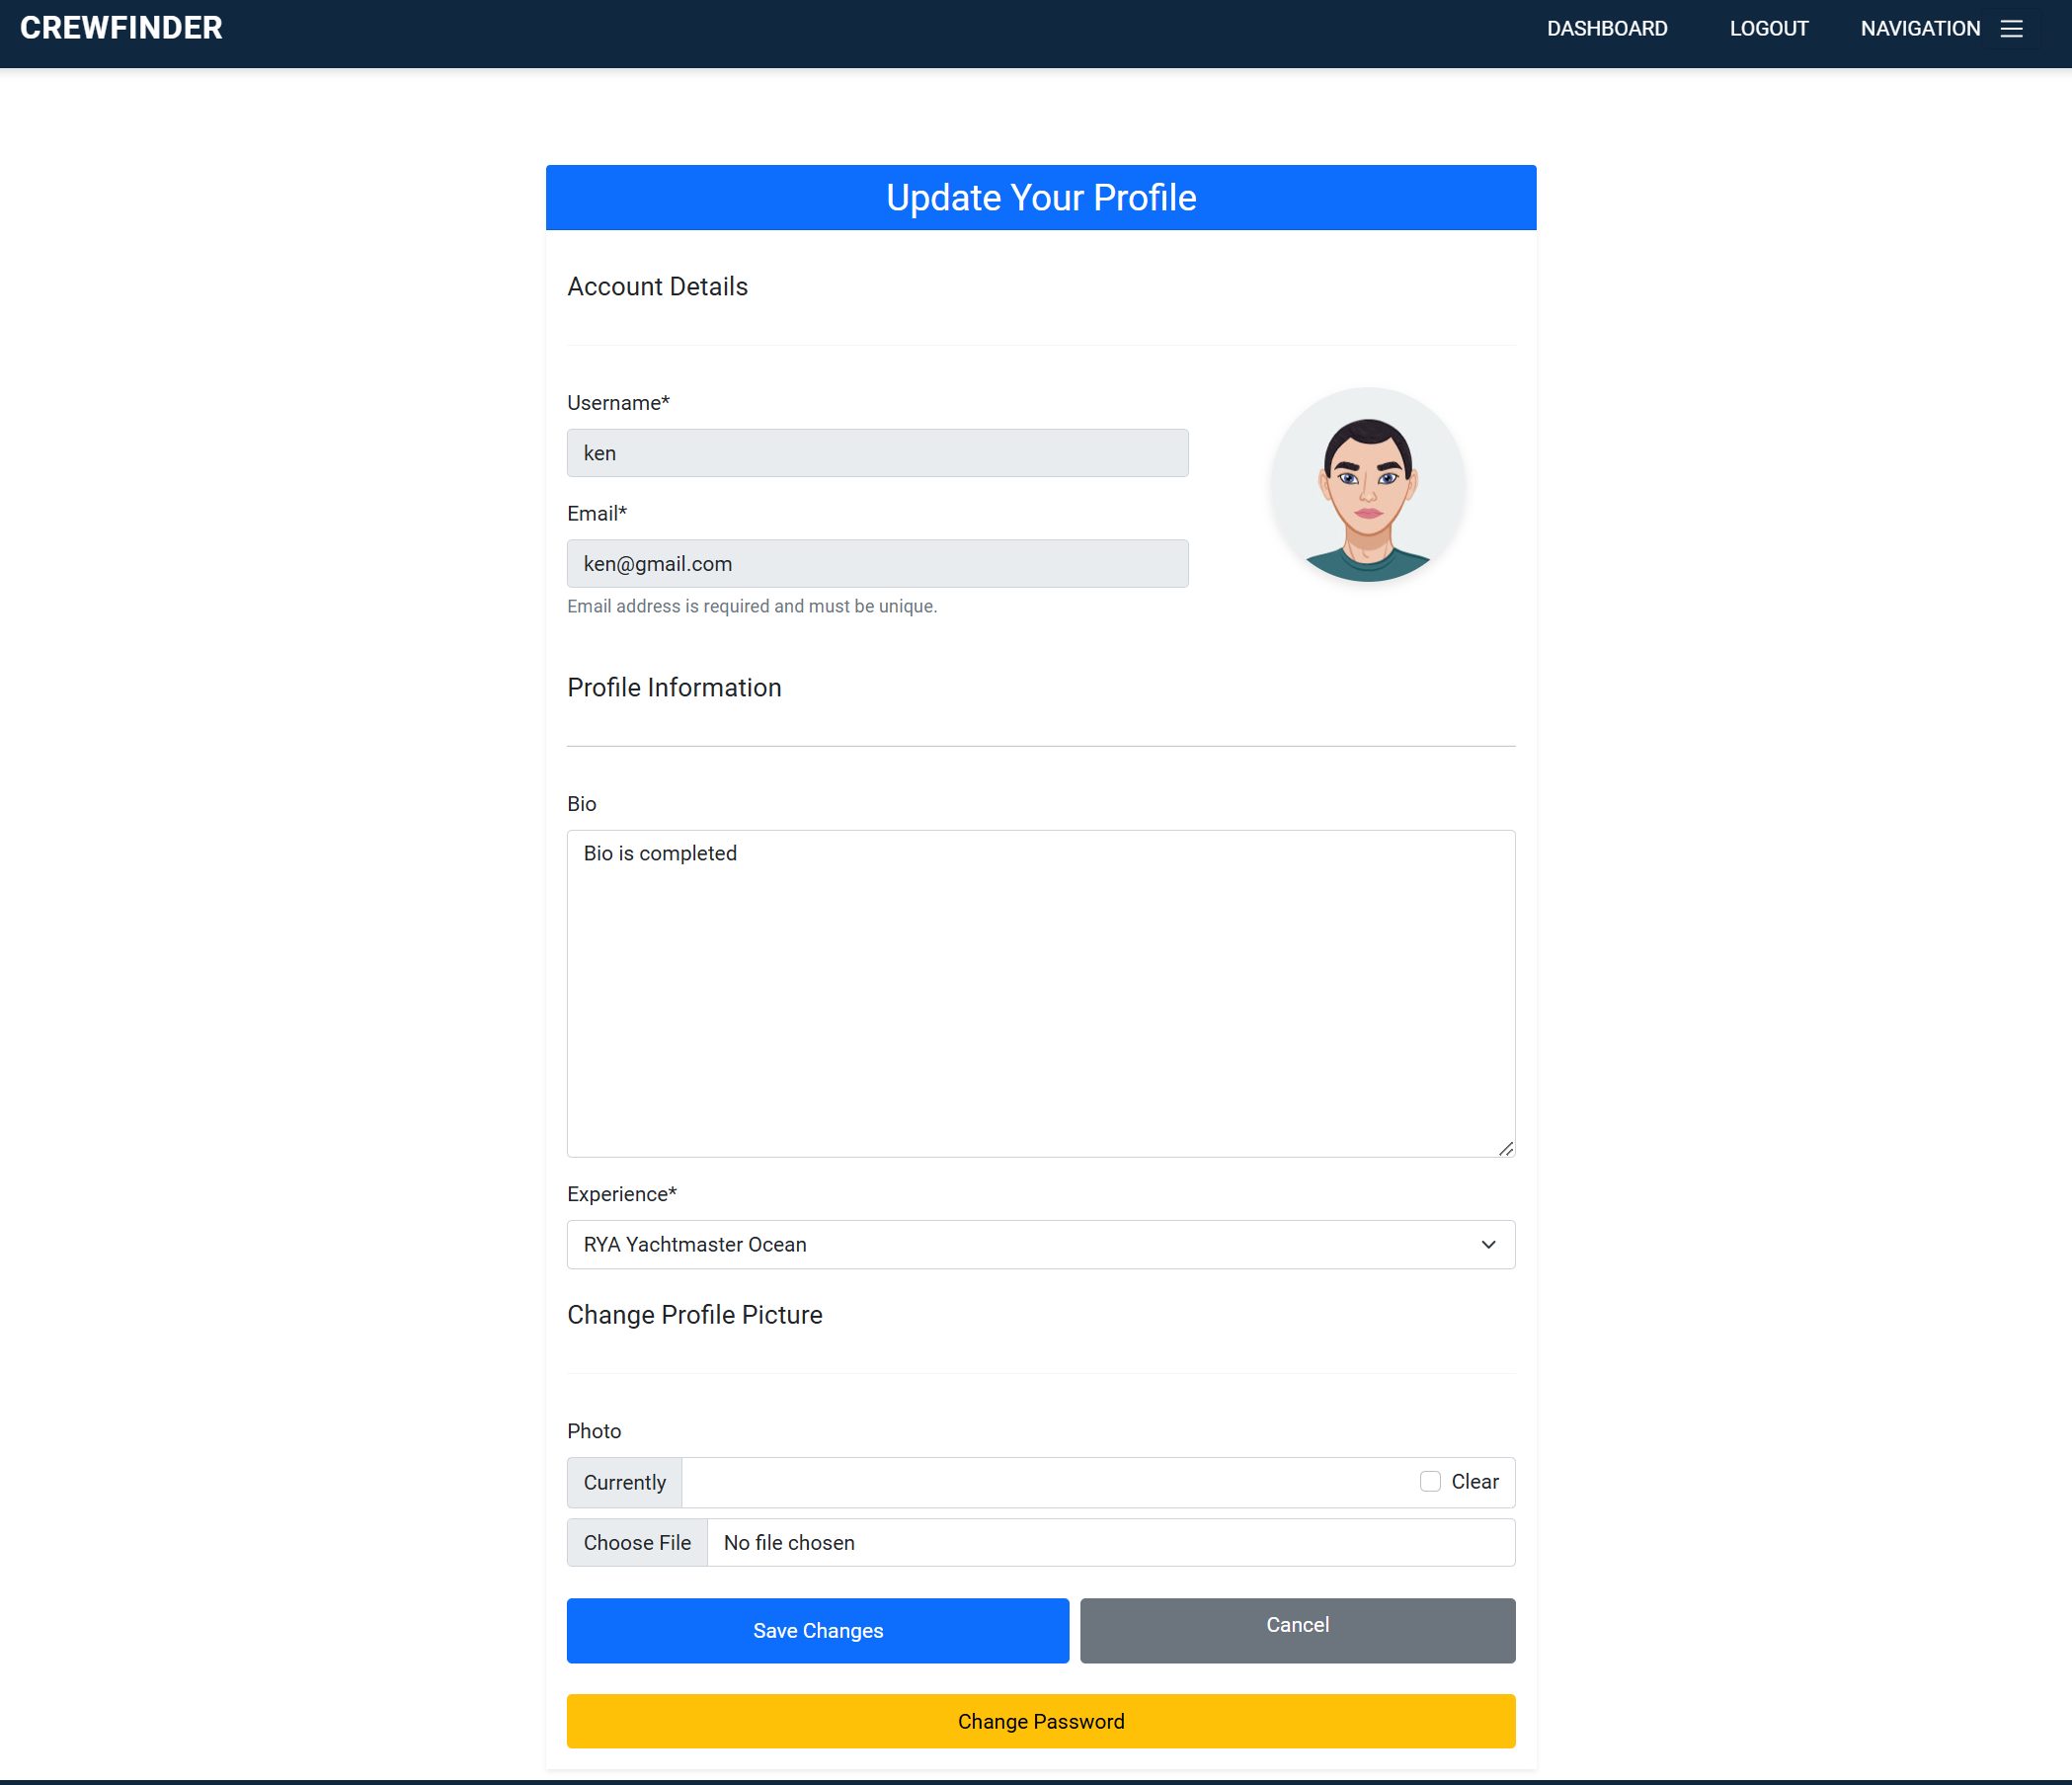 CREWFINDER
DASHBOARD LOGOUT NAVIGATION
Update Your Profile
Account Details
Username*
ken
Email*
ken@gmail.com
Email address is required and must be unique.
Profile Information
Bio
Bio is completed
Experience*
RYA Yachtmaster Ocean
Change Profile Picture
Photo
Currently Clear
Choose File No file chosen
Save Changes Cancel
Change Password